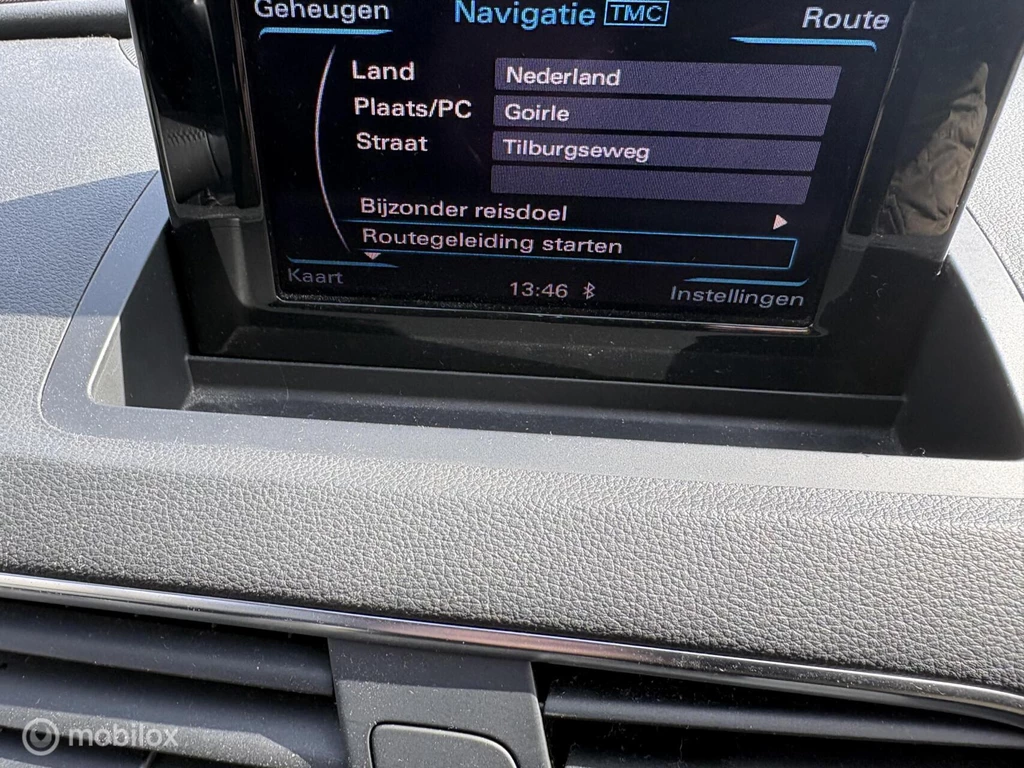 Geheugen Navigatie TMC Route
Land Nederland
Plaats/PC Goirle
Straat Tilburgseweg
Bijzonder reisdoel
Routegeleiding starten
Kaart 13:46 Instellingen
mobilox